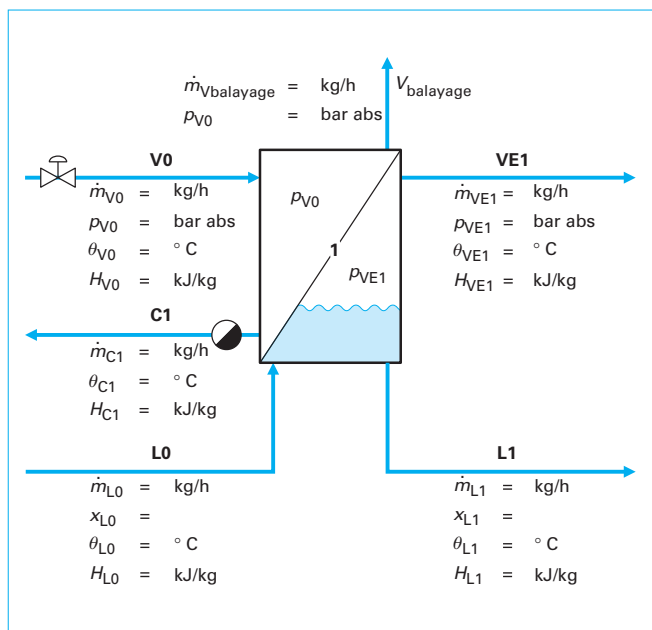 ṁVbalayage = kg/h
pV0 = bar abs
Vbalayage
V0
ṁV0 = kg/h
pV0 = bar abs
θV0 = ° C
HV0 = kJ/kg
pV0
1
pVE1
VE1
ṁVE1 = kg/h
pVE1 = bar abs
θVE1 = ° C
HVE1 = kJ/kg
C1
ṁC1 = kg/h
θC1 = ° C
HC1 = kJ/kg
L0
ṁL0 = kg/h
xL0 =
θL0 = ° C
HL0 = kJ/kg
L1
ṁL1 = kg/h
xL1 =
θL1 = ° C
HL1 = kJ/kg